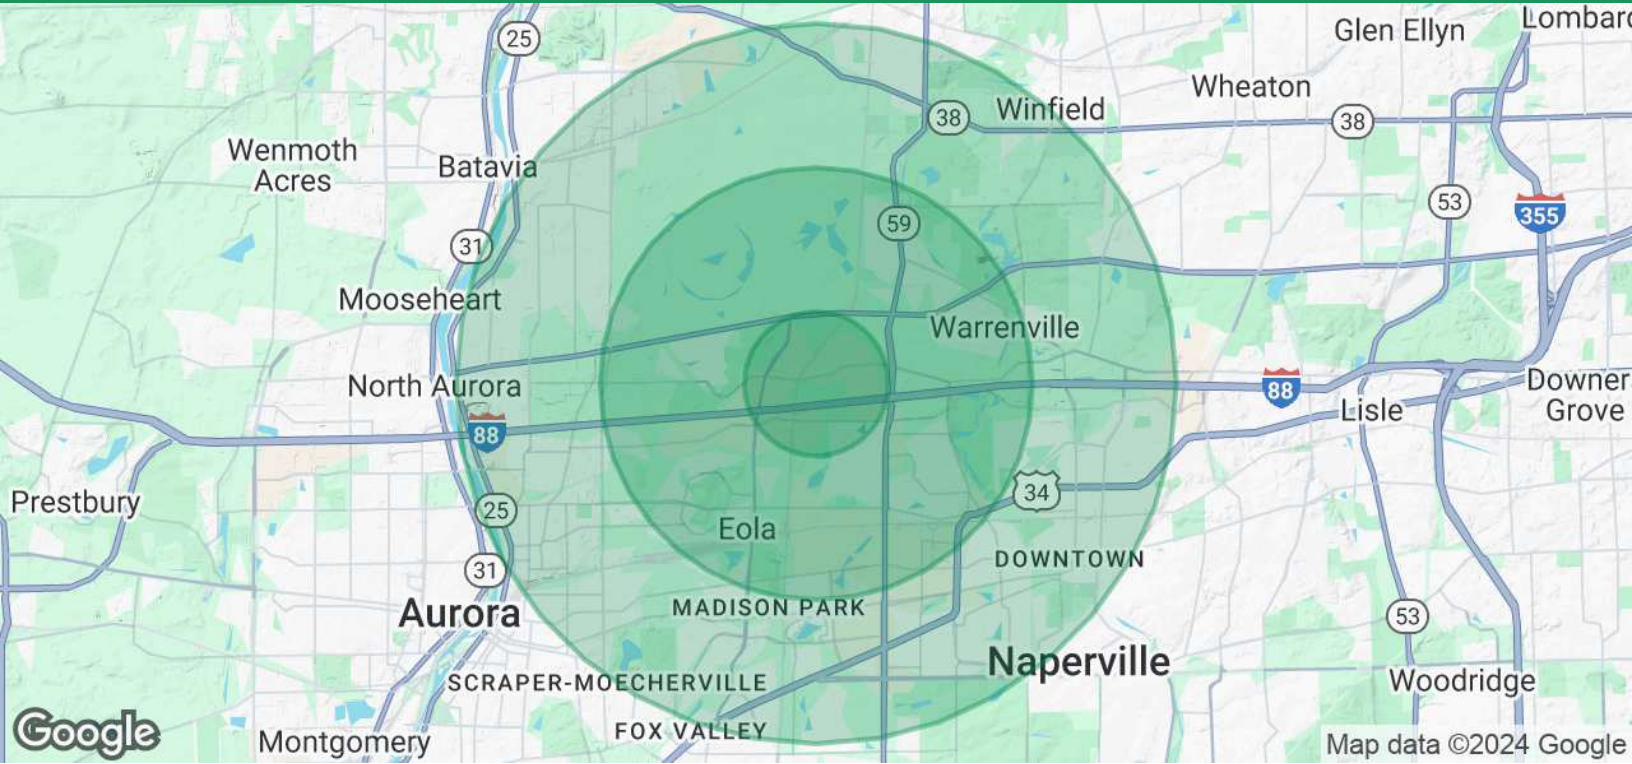 Glen Ellyn
Lombard
25
Wheaton
38
Winfield
38
Wenmoth
Acres
Batavia
53
355
59
31
Mooseheart
Warrenville
North Aurora
88
Downers
Grove
Lisle
88
34
Prestbury
25
Eola
DOWNTOWN
31
Aurora
MADISON PARK
53
Naperville
SCRAPER-MOECHERVILLE
Woodridge
FOX VALLEY
Google
Montgomery
Map data ©2024 Google